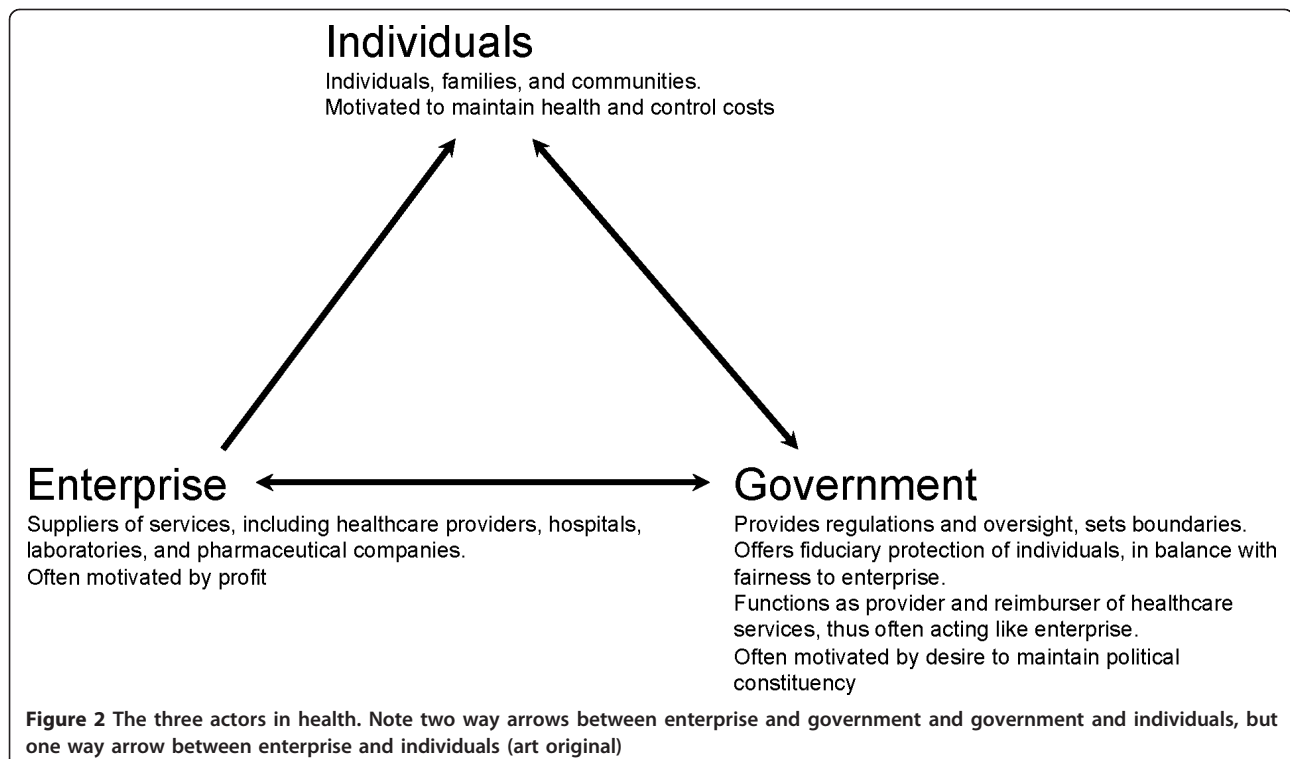 Individuals
Individuals, families, and communities.
Motivated to maintain health and control costs
Enterprise
Suppliers of services, including healthcare providers, hospitals,
laboratories, and pharmaceutical companies.
Often motivated by profit
Government
Provides regulations and oversight, sets boundaries.
Offers fiduciary protection of individuals, in balance with
fairness to enterprise.
Functions as provider and reimburser of healthcare
services, thus often acting like enterprise.
Often motivated by desire to maintain political
constituency
Figure 2 The three actors in health. Note two way arrows between enterprise and government and government and individuals, but
one way arrow between enterprise and individuals (art original)